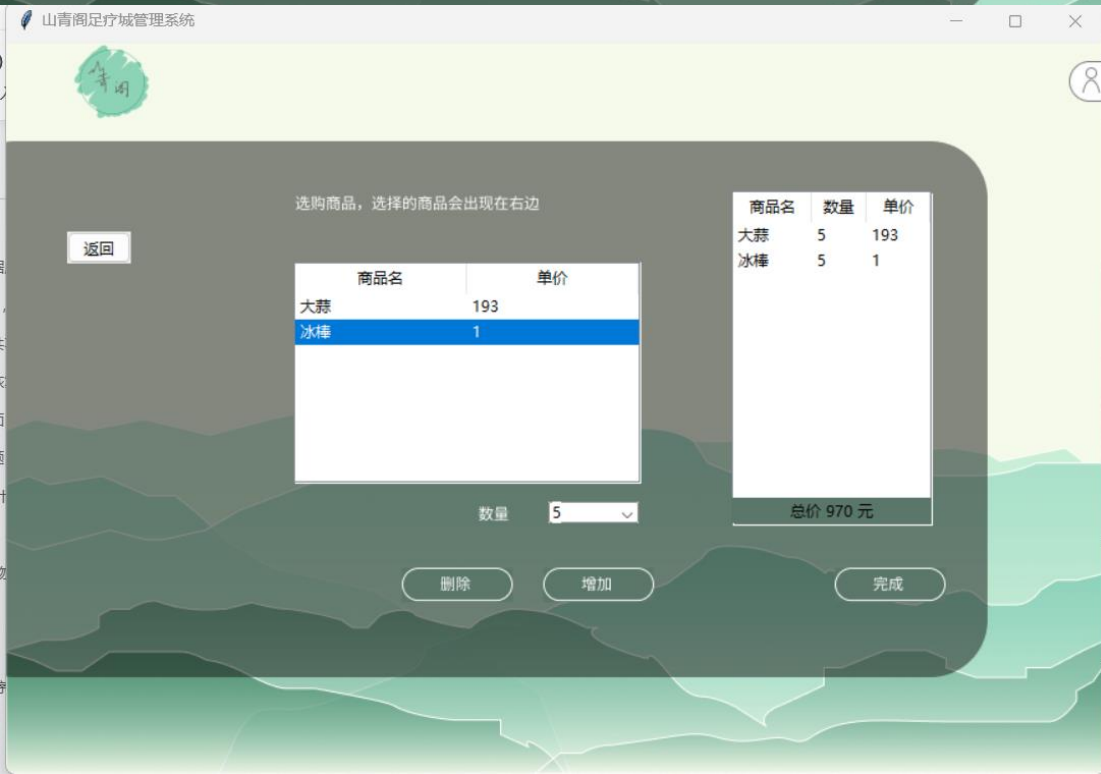 山青阁足疗城管理系统
青阁
选购商品，选择的商品会出现在右边
返回
商品名 单价
大蒜 193
冰棒 1
数量 5
删除 增加
商品名 数量 单价
大蒜 5 193
冰棒 5 1
总价 970 元
完成